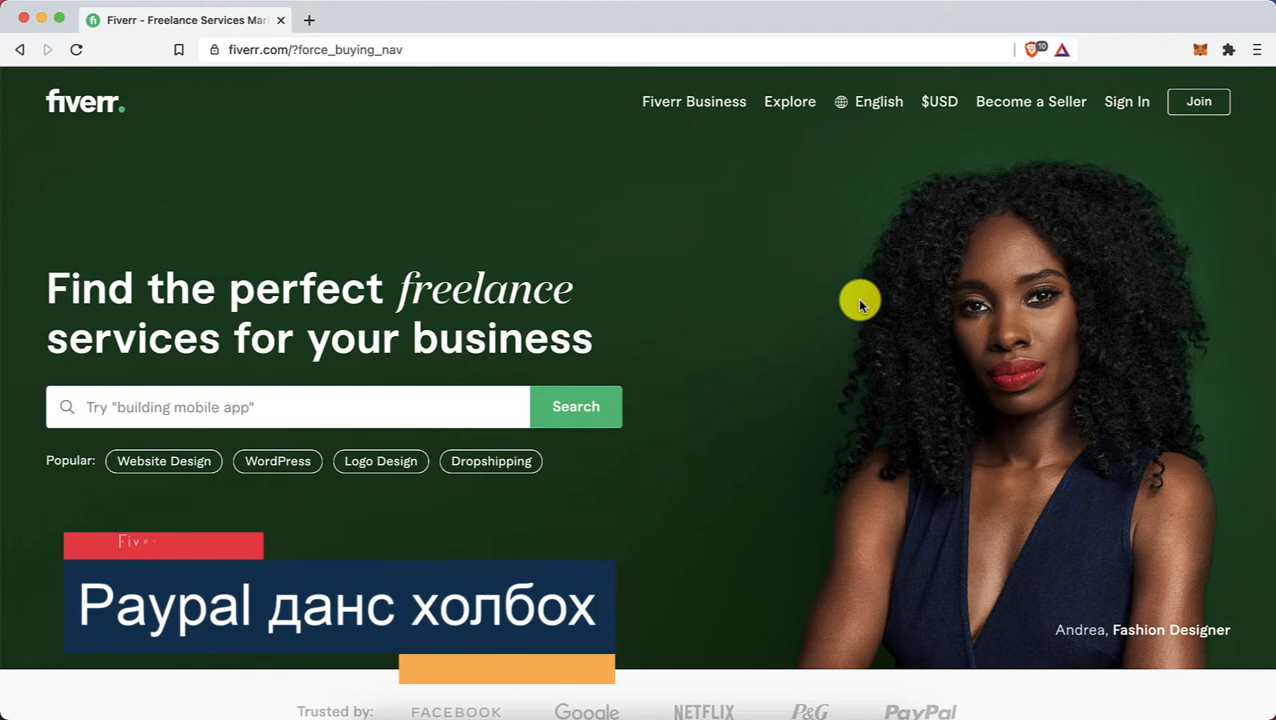 Fiverr - Freelance Services Mar
fiverr.com/?force_buying_nav
10
fiverr.
Fiverr Business
Explore
English
$USD
Become a Seller
Sign In
Join
Find the perfect freelance
services for your business
Try "building mobile app"
Search
Popular:
Website Design
WordPress
Logo Design
Dropshipping
Fiver
Paypal данс холбох
Andrea, Fashion Designer
Trusted by:
FACEBOOK
Google
NETFLIX
P&G
PayPal